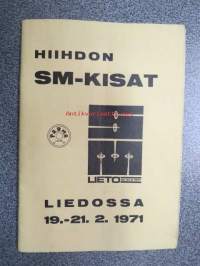 HIIHDON
SM-KISAT
LIETO
LIEDOSSA
19.-21. 2. 1971